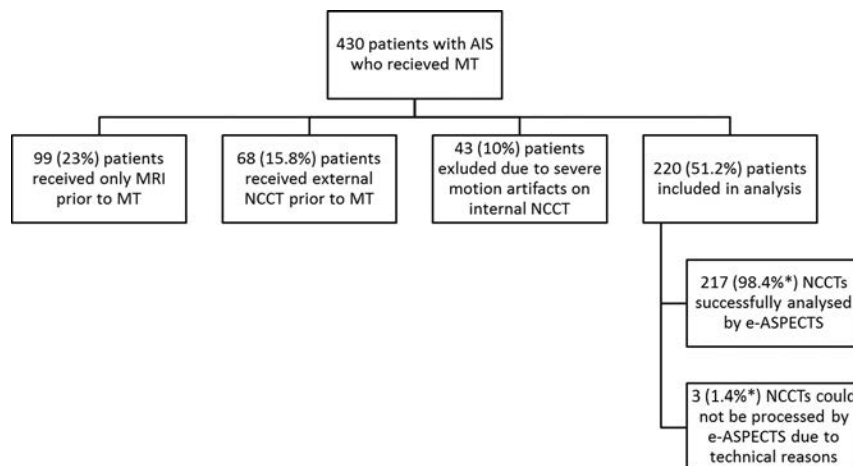 430 patients with AIS
who recieved MT
99 (23%) patients
received only MRI
prior to MT
68 (15.8%) patients
received external
NCCT prior to MT
43 (10%) patients
exluded due to severe
motion artifacts on
internal NCCT
220 (51.2%) patients
included in analysis
217 (98.4%*) NCCTs
successfully analysed
by e-ASPECTS
3 (1.4%*) NCCTs could
not be processed by
e-ASPECTS due to
technical reasons